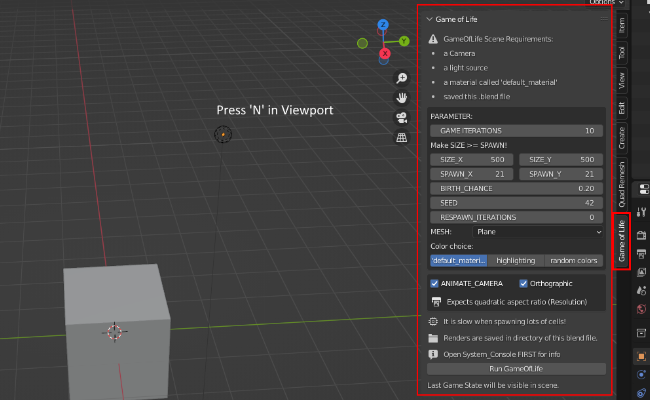 Options
Press 'N' in Viewport
Z
Y
X
Game of Life
GameOfLife Scene Requirements:
a Camera
a light source
a material called 'default_material'
saved this .blend file
PARAMETER:
GAME ITERATIONS 10
Make SIZE >= SPAWN!
SIZE_X 500 SIZE_Y 500
SPAWN_X 21 SPAWN_Y 21
BIRTH_CHANCE 0.20
SEED 42
RESPAWN_ITERATIONS 0
MESH: Plane
Color choice:
'default_materi... highlighting random colors
ANIMATE_CAMERA Orthographic
Expects quadratic aspect ratio (Resolution)
It is slow when spawning lots of cells!
Renders are saved in directory of this blend file.
Open System_Console FIRST for info
Run GameOfLife
Last Game State will be visible in scene.
Item
Tool
View
Edit
Create
Quad Remesh
Game of Life